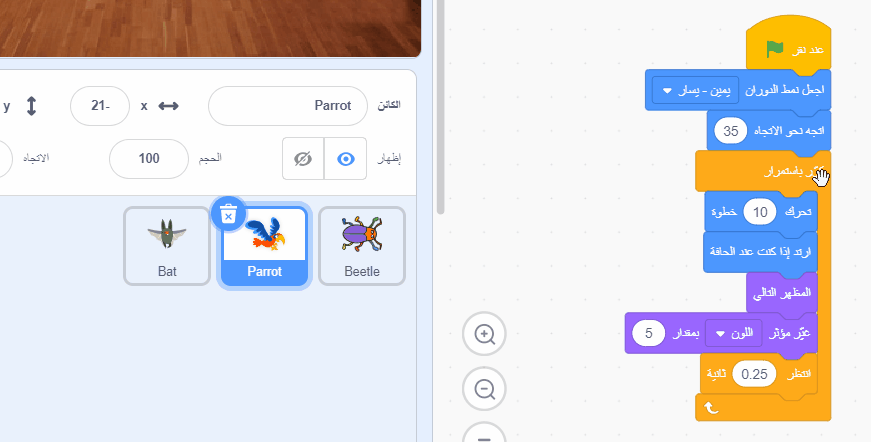 عند نقر
اجعل نمط الدوران يمين - يسار
اتجه نحو الاتجاه 35
كرّر باستمرار
تحرك 10 خطوة
ارتد إذا كنت عند الحافة
المظهر التالي
غيّر مؤثر اللون بمقدار 5
انتظر 0.25 ثانية
الكائن Parrot x -21 y
إظهار الحجم 100 الاتجاه
Bat Parrot Beetle